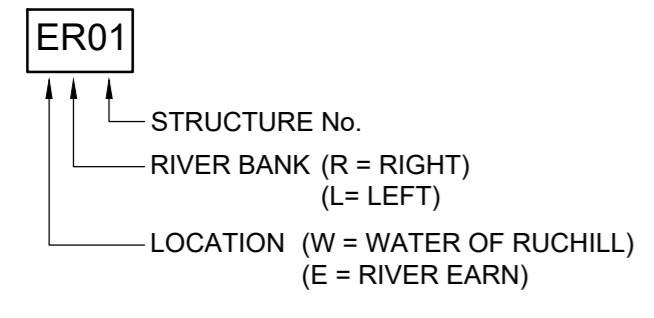 ER01
STRUCTURE No.
RIVER BANK (R = RIGHT)
(L= LEFT)
LOCATION (W = WATER OF RUCHILL)
(E = RIVER EARN)